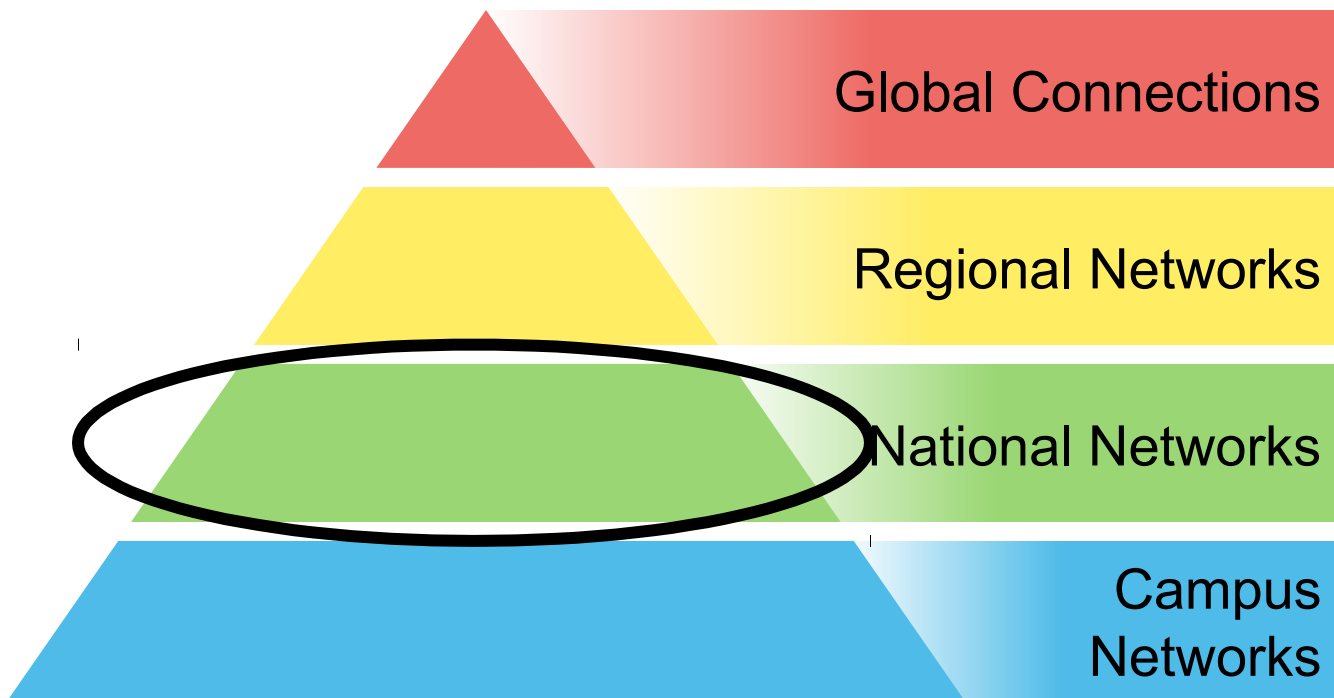 Global Connections
Regional Networks
National Networks
Campus
Networks